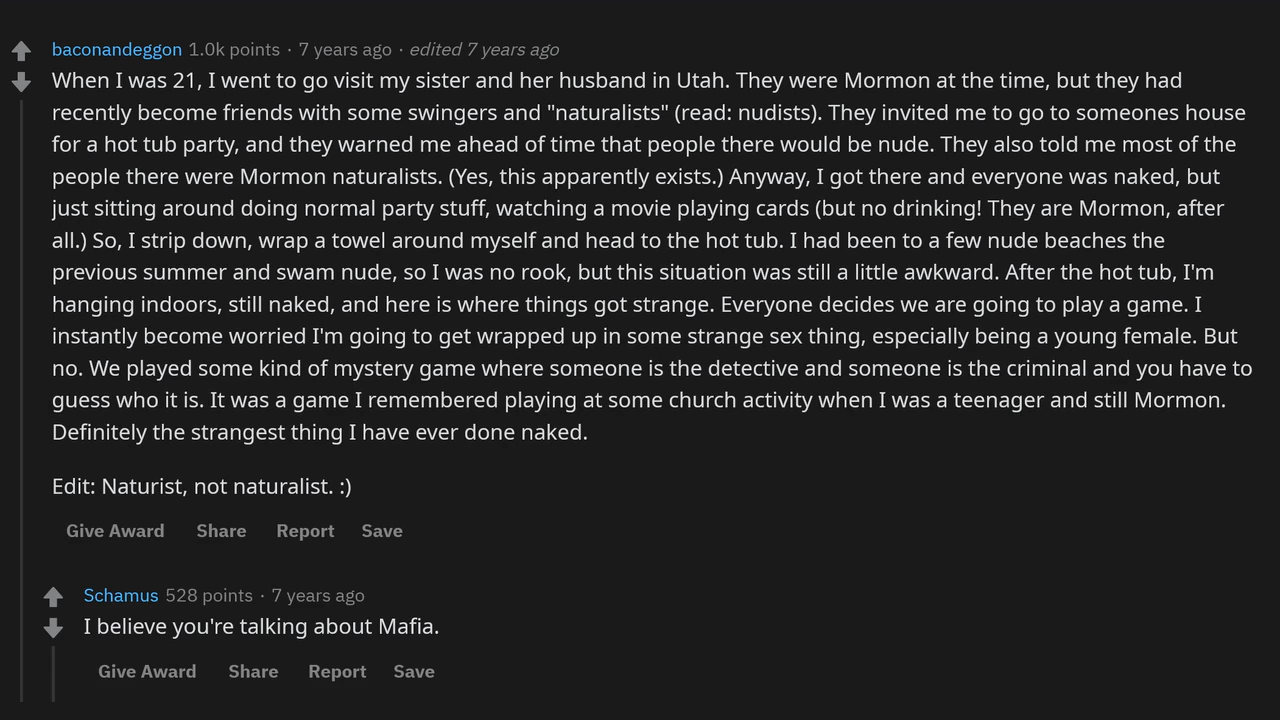 baconandeggon 1.0k points · 7 years ago · edited 7 years ago
When I was 21, I went to go visit my sister and her husband in Utah. They were Mormon at the time, but they had
recently become friends with some swingers and "naturalists" (read: nudists). They invited me to go to someones house
for a hot tub party, and they warned me ahead of time that people there would be nude. They also told me most of the
people there were Mormon naturalists. (Yes, this apparently exists.) Anyway, I got there and everyone was naked, but
just sitting around doing normal party stuff, watching a movie playing cards (but no drinking! They are Mormon, after
all.) So, I strip down, wrap a towel around myself and head to the hot tub. I had been to a few nude beaches the
previous summer and swam nude, so I was no rook, but this situation was still a little awkward. After the hot tub, I'm
hanging indoors, still naked, and here is where things got strange. Everyone decides we are going to play a game. I
instantly become worried I'm going to get wrapped up in some strange sex thing, especially being a young female. But
no. We played some kind of mystery game where someone is the detective and someone is the criminal and you have to
guess who it is. It was a game I remembered playing at some church activity when I was a teenager and still Mormon.
Definitely the strangest thing I have ever done naked.
Edit: Naturist, not naturalist. :)
Give Award Share Report Save
Schamus 528 points · 7 years ago
I believe you're talking about Mafia.
Give Award Share Report Save